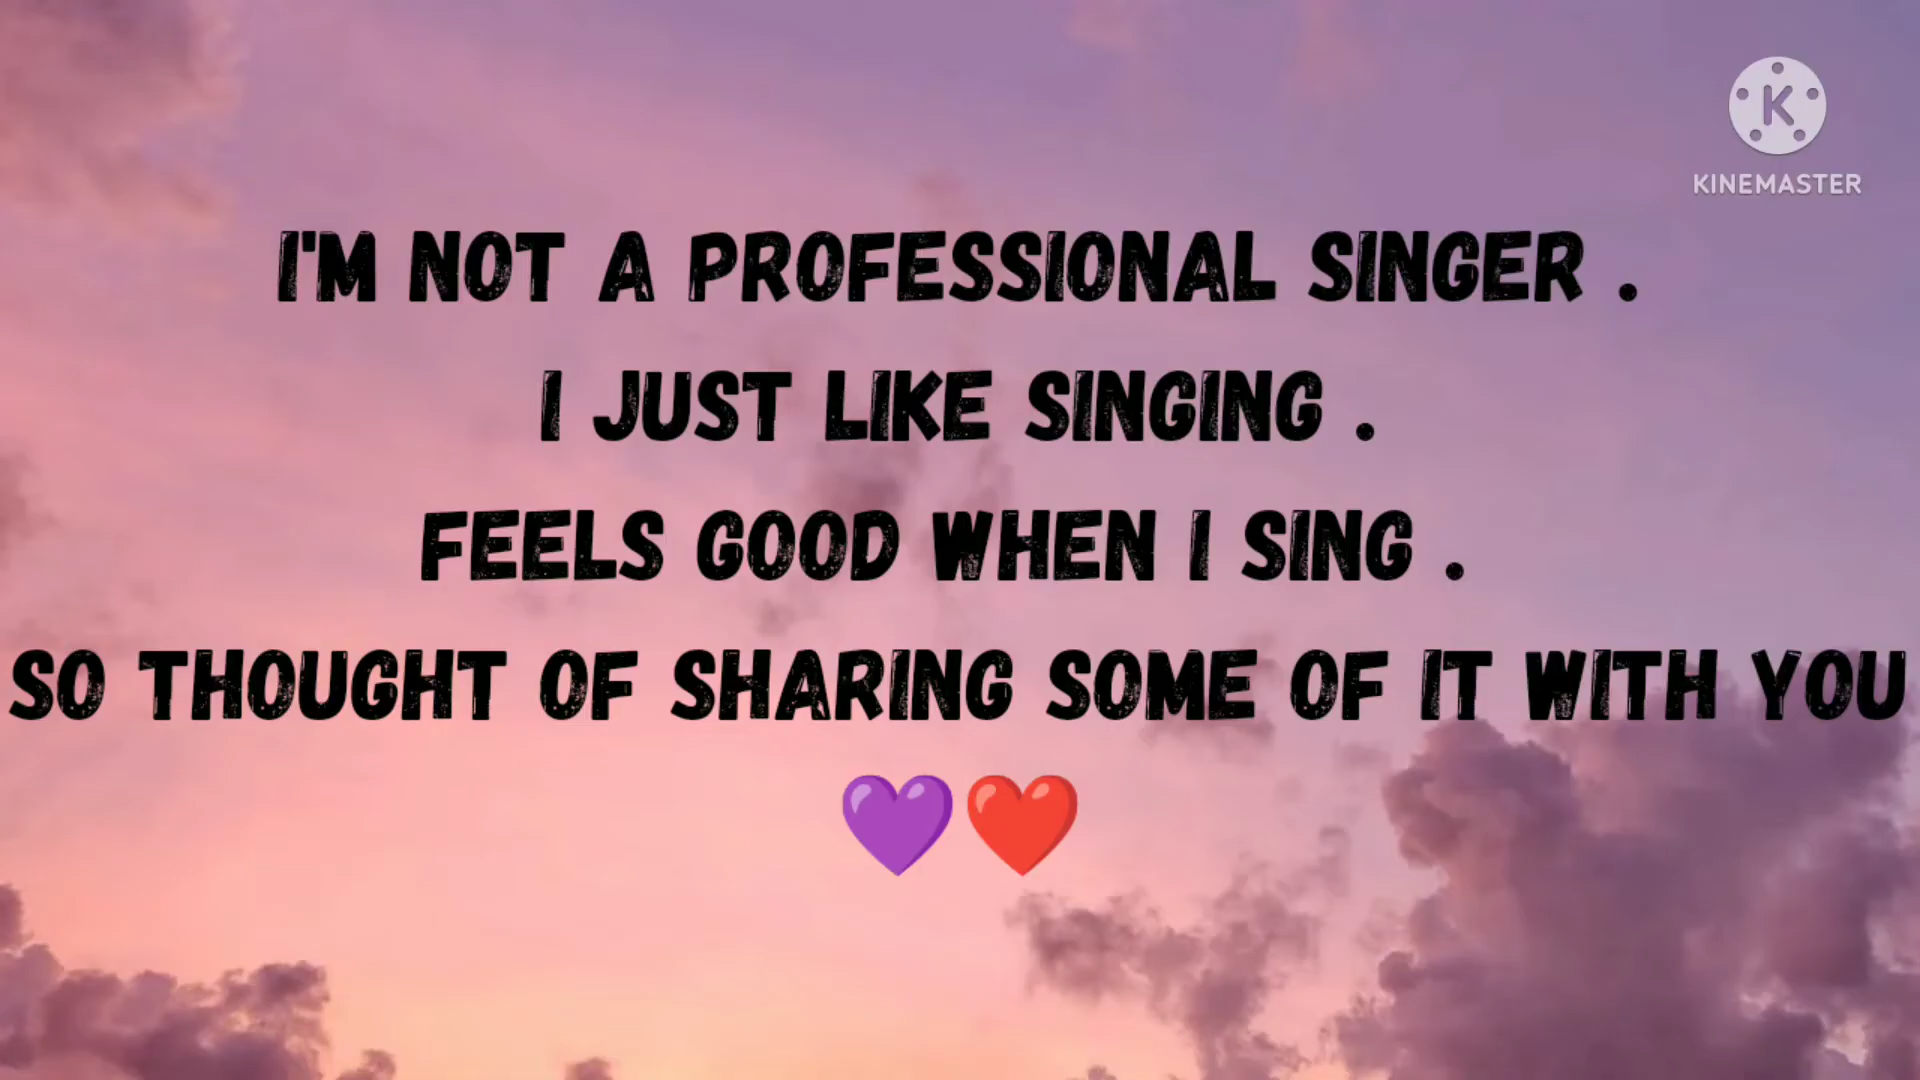 K
KINEMASTER
I'M NOT A PROFESSIONAL SINGER .
I JUST LIKE SINGING .
FEELS GOOD WHEN I SING .
SO THOUGHT OF SHARING SOME OF IT WITH YOU
💜❤️